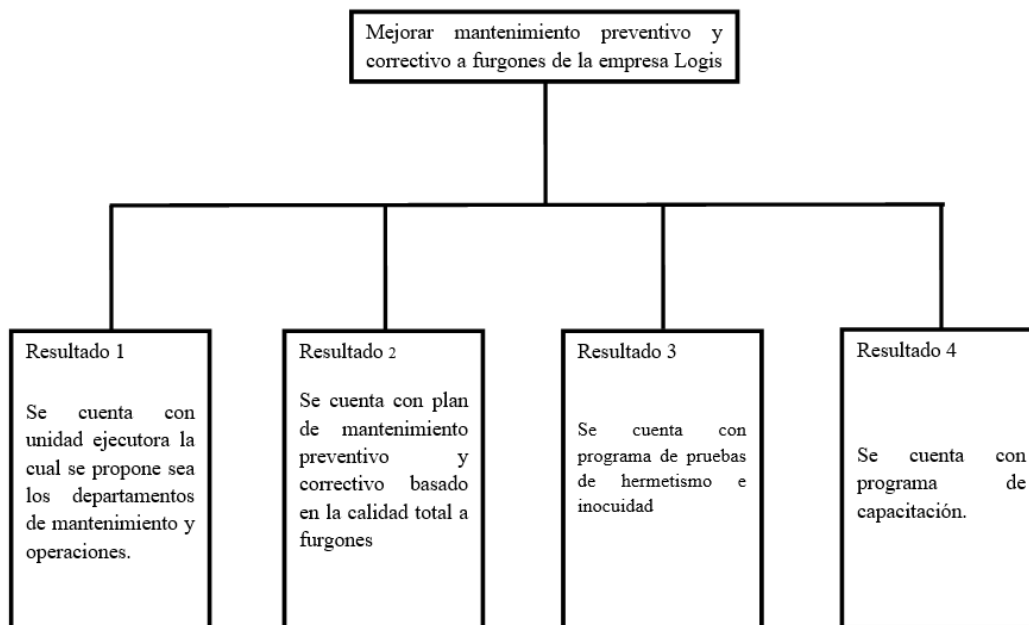 Mejorar mantenimiento preventivo y
correctivo a furgones de la empresa Logis
Resultado 1
Se cuenta con
unidad ejecutora la
cual se propone sea
los departamentos
de mantenimiento y
operaciones.
Resultado 2
Se cuenta con plan
de mantenimiento
preventivo y
correctivo basado
en la calidad total a
furgones
Resultado 3
Se cuenta con
programa de pruebas
de hermetismo e
inocuidad
Resultado 4
Se cuenta con
programa de
capacitación.